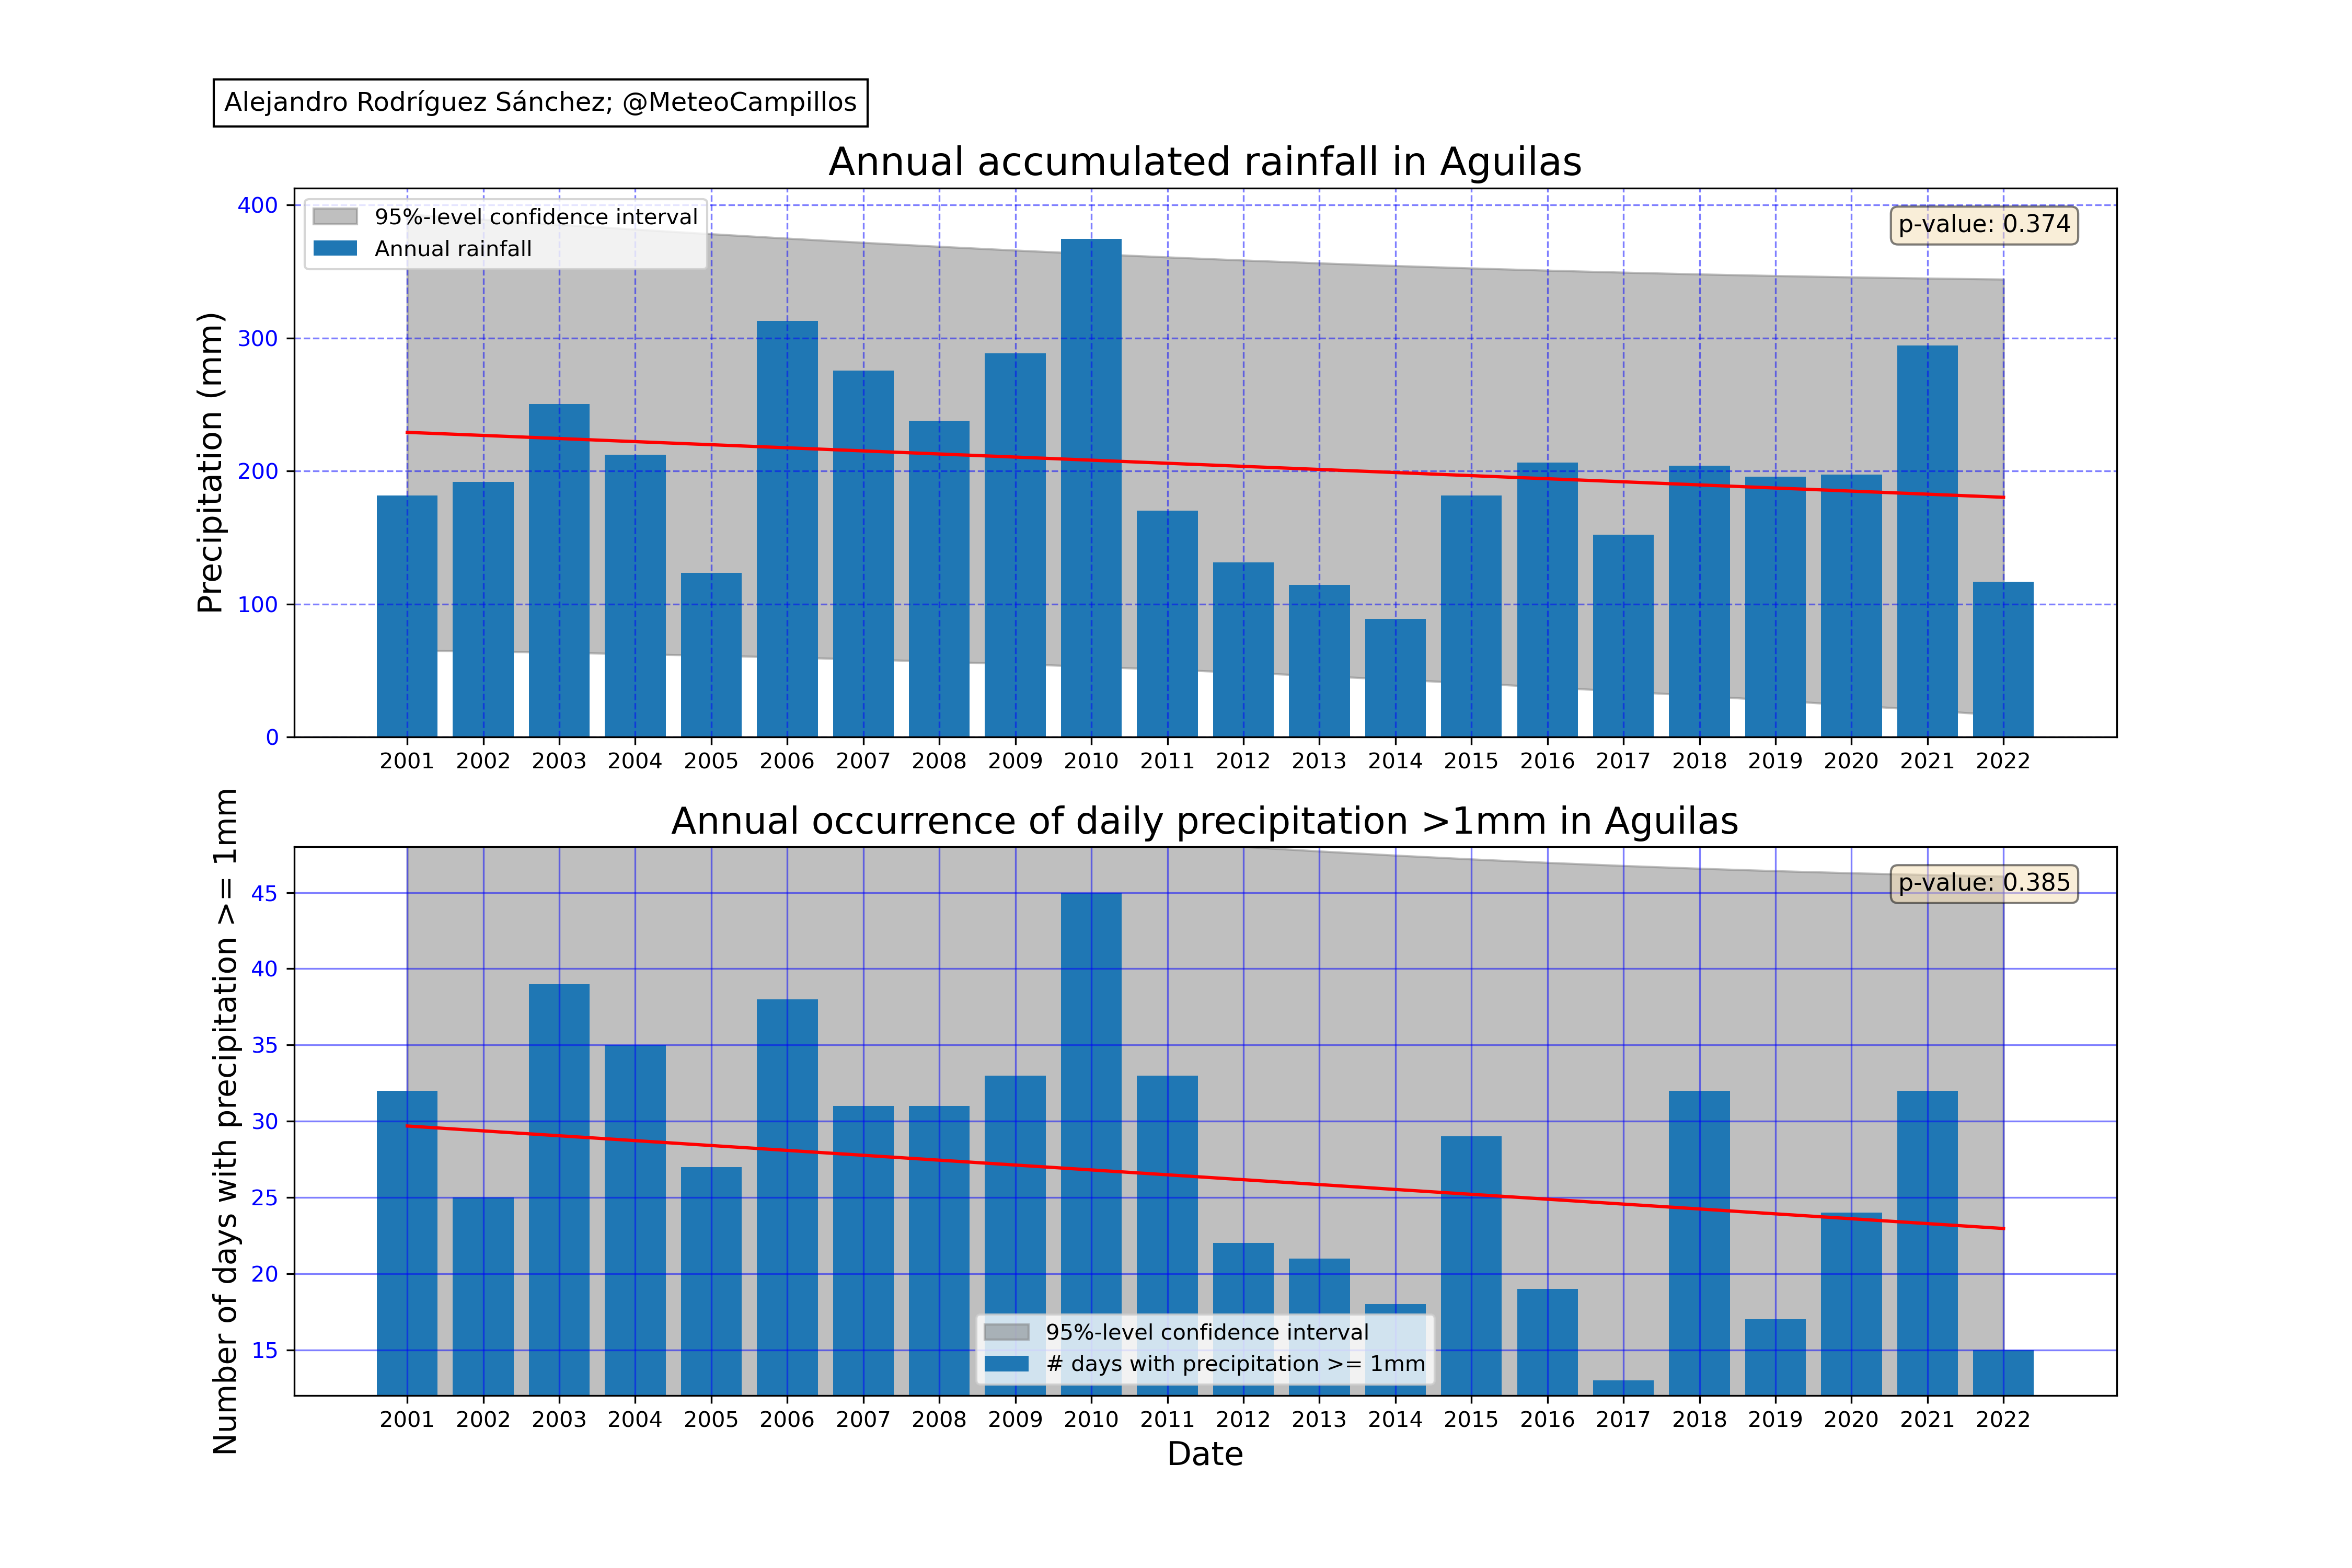 Alejandro Rodríguez Sánchez; @MeteoCampillos
Annual accumulated rainfall in Aguilas
95%-level confidence interval
Annual rainfall
p-value: 0.374
Precipitation (mm)
400
300
200
100
0
2001 2002 2003 2004 2005 2006 2007 2008 2009 2010 2011 2012 2013 2014 2015 2016 2017 2018 2019 2020 2021 2022
Annual occurrence of daily precipitation >1mm in Aguilas
p-value: 0.385
Number of days with precipitation >= 1mm
45
40
35
30
25
20
15
95%-level confidence interval
# days with precipitation >= 1mm
2001 2002 2003 2004 2005 2006 2007 2008 2009 2010 2011 2012 2013 2014 2015 2016 2017 2018 2019 2020 2021 2022
Date